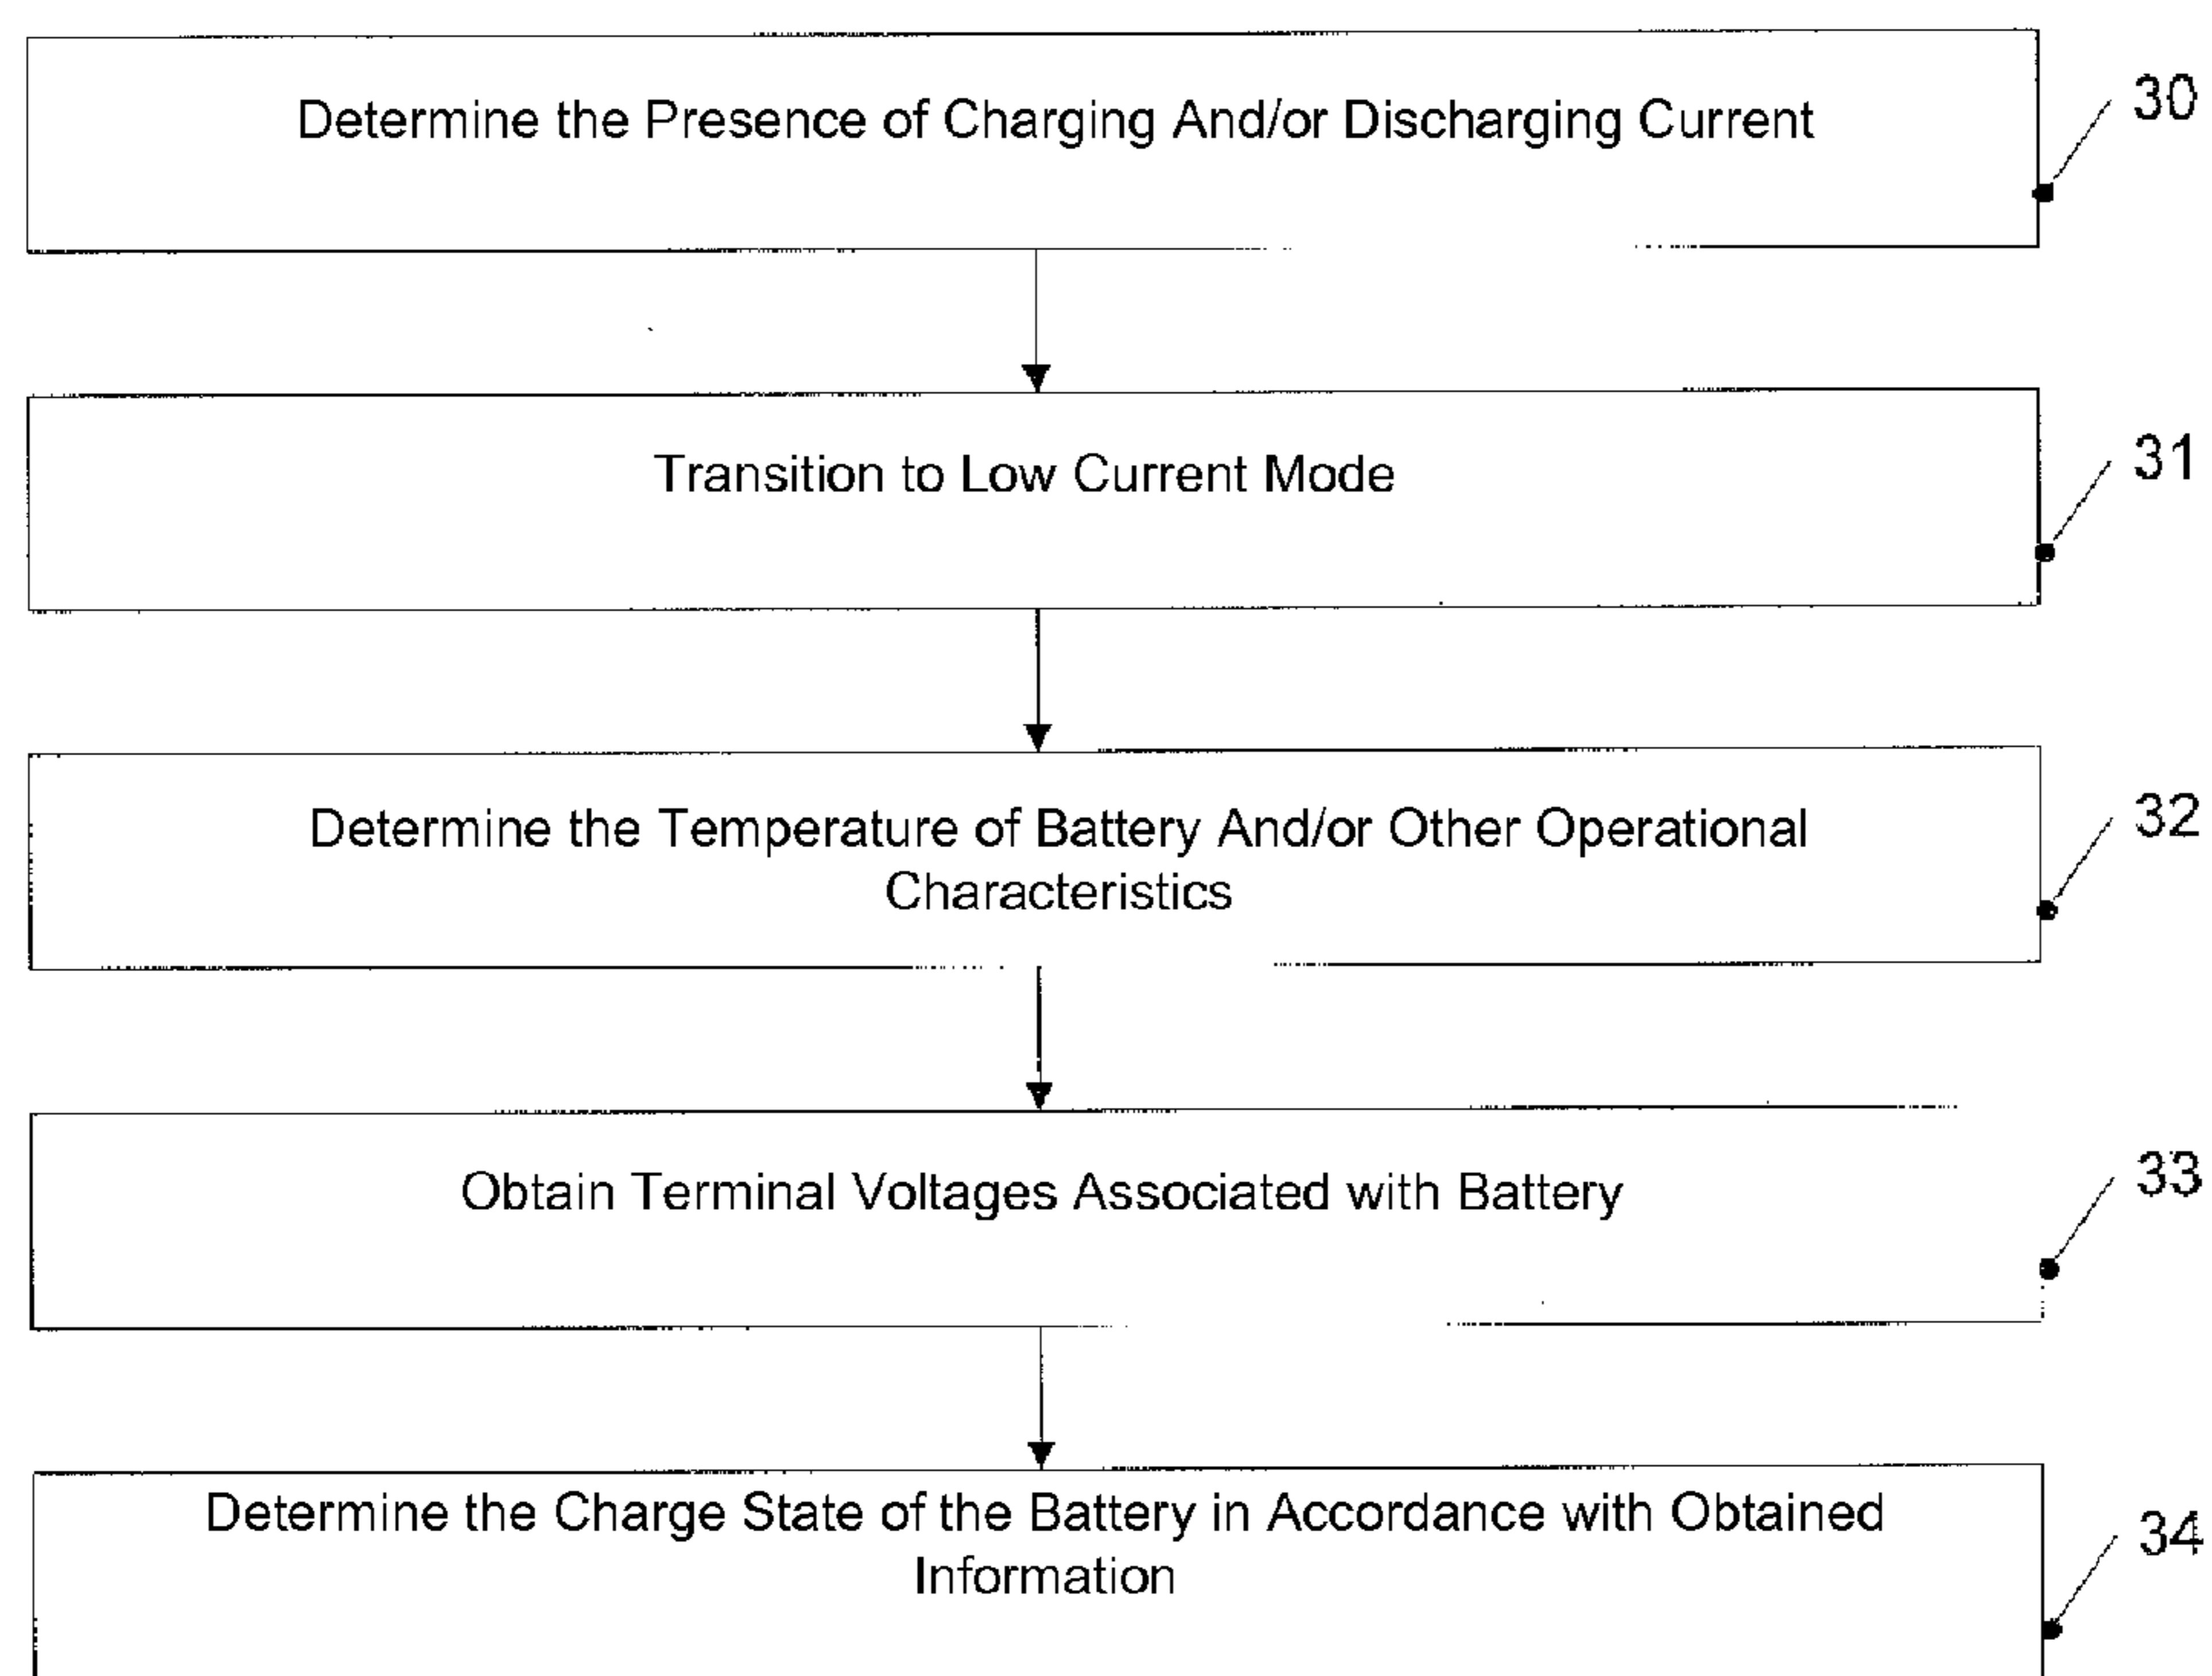 Determine the Presence of Charging And/or Discharging Current
30
Transition to Low Current Mode
31
Determine the Temperature of Battery And/or Other Operational
Characteristics
32
Obtain Terminal Voltages Associated with Battery
33
Determine the Charge State of the Battery in Accordance with Obtained
Information
34